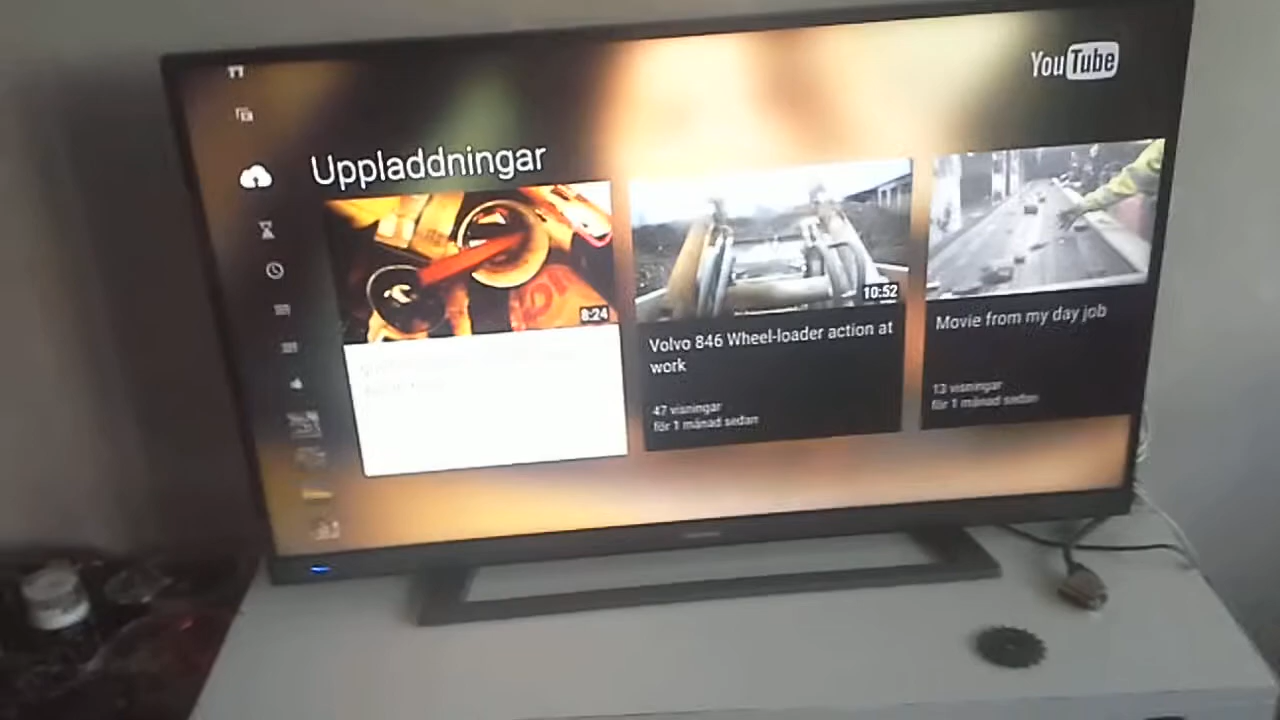 YouTube
Uppladdningar
8:24
10:52
Volvo 846 Wheel-loader action at
work
47 visningar
för 1 månad sedan
Movie from my day job
13 visningar
för 1 månad sedan